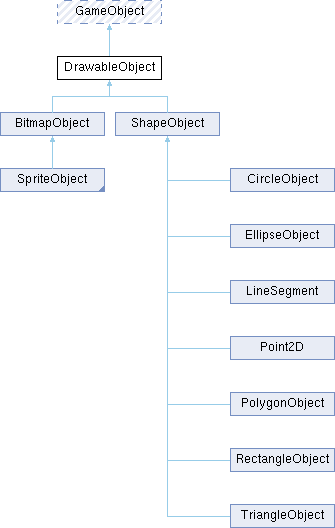 GameObject
DrawableObject
BitmapObject
ShapeObject
SpriteObject
CircleObject
EllipseObject
LineSegment
Point2D
PolygonObject
RectangleObject
TriangleObject